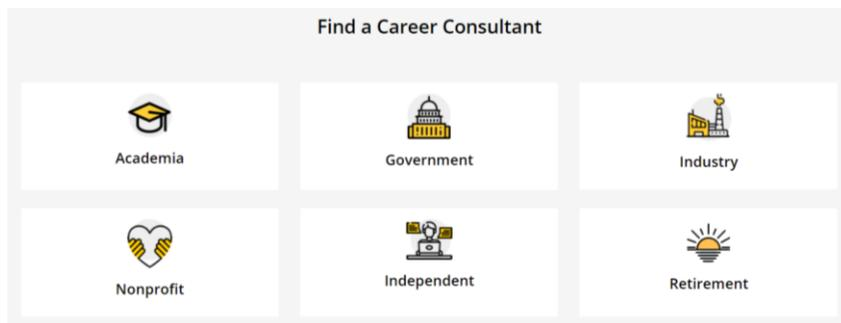 Find a Career Consultant
Academia
Government
Industry
Nonprofit
Independent
Retirement